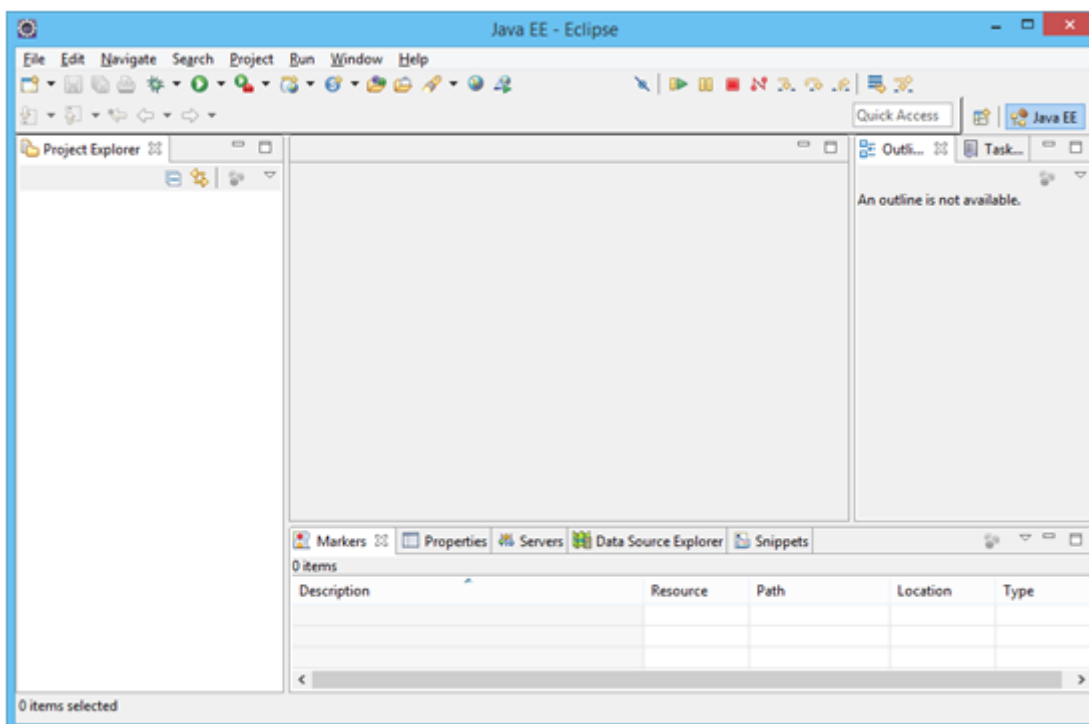 Java EE - Eclipse
File Edit Navigate Search Project Run Window Help
Quick Access
Java EE
Project Explorer
Outli...
Task...
An outline is not available.
Markers Properties Servers Data Source Explorer Snippets
0 items
Description Resource Path Location Type
0 items selected